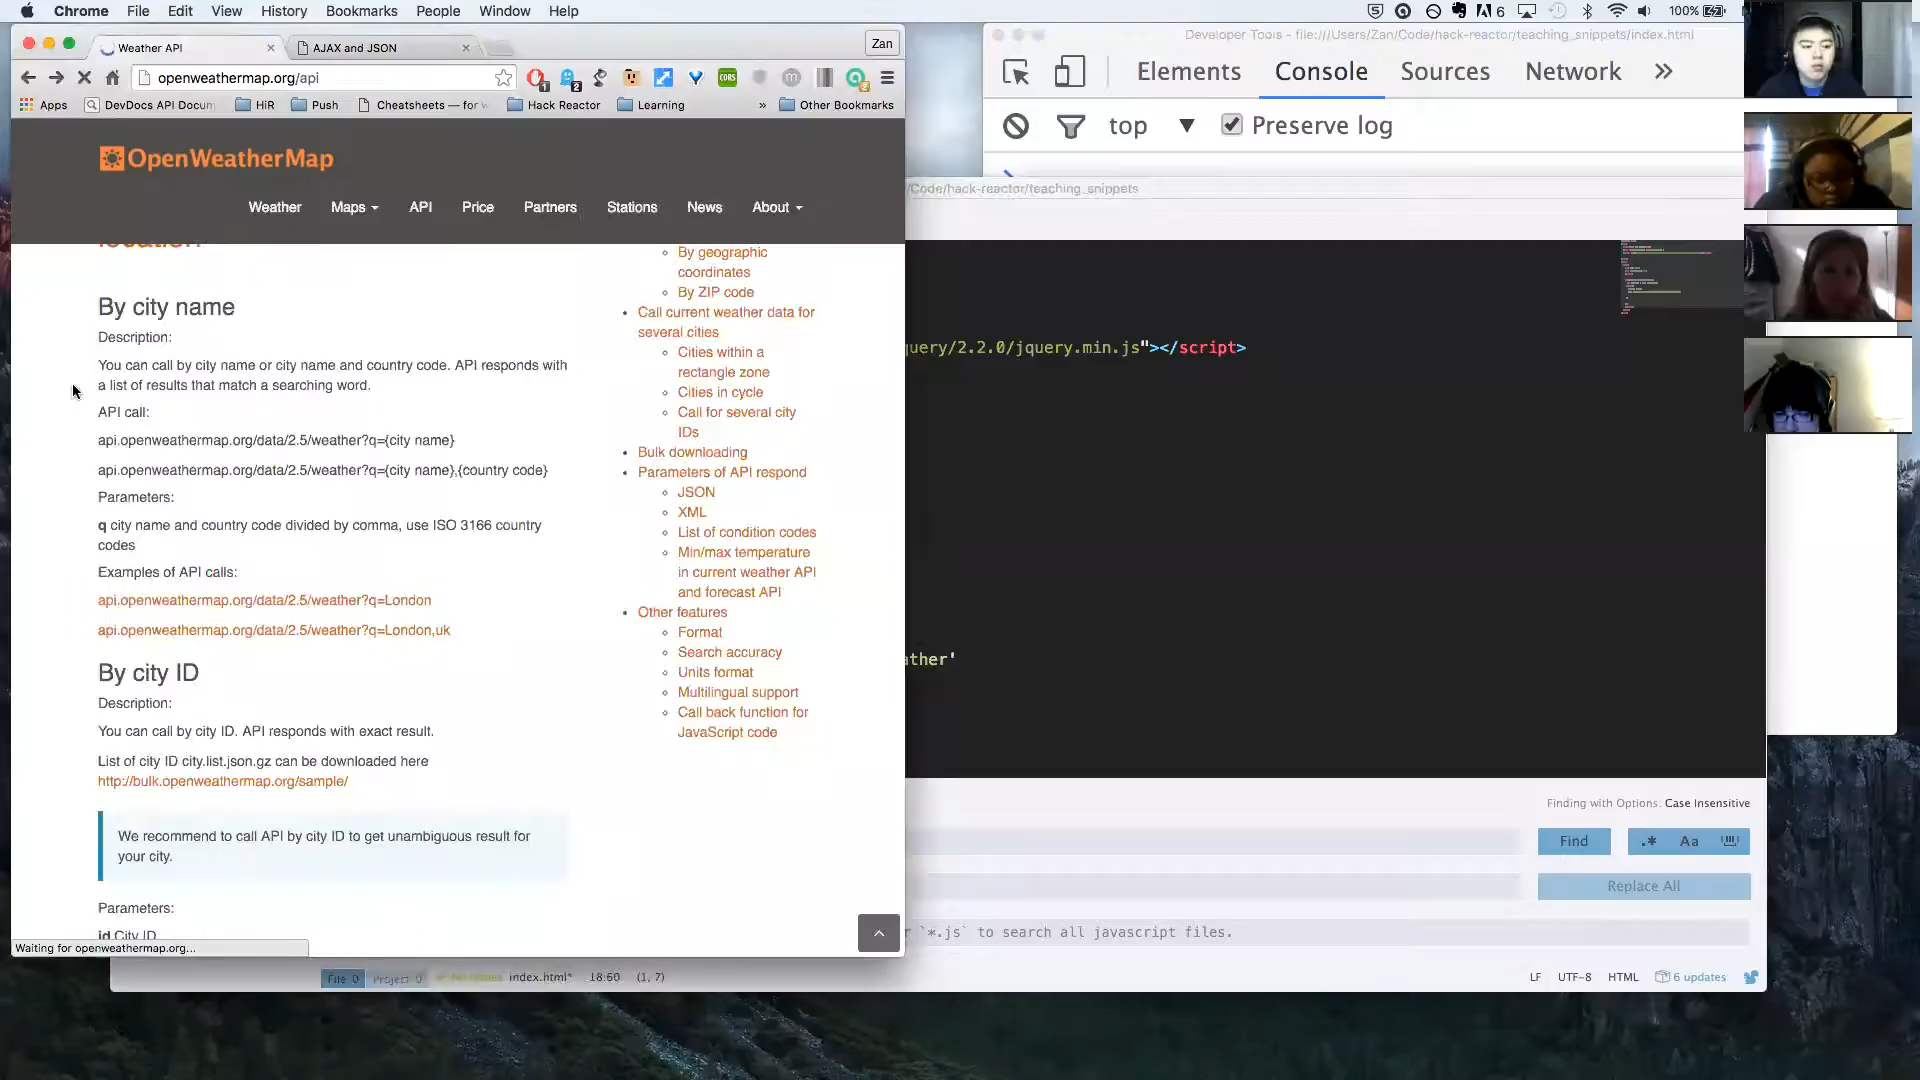 Chrome File Edit View History Bookmarks People Window Help
6 100%
Weather API
AJAX and JSON
Zan
openweathermap.org/api
CORS
Apps DevDocs API Docum HiR Push Cheatsheets — for Hack Reactor Learning » Other Bookmarks
OpenWeatherMap
Weather Maps API Price Partners Stations News About
location
By city name
Description:
You can call by city name or city name and country code. API responds with
a list of results that match a searching word.
API call:
api.openweathermap.org/data/2.5/weather?q={city name}
api.openweathermap.org/data/2.5/weather?q={city name},{country code}
Parameters:
q city name and country code divided by comma, use ISO 3166 country
codes
Examples of API calls:
api.openweathermap.org/data/2.5/weather?q=London
api.openweathermap.org/data/2.5/weather?q=London,uk
By city ID
Description:
You can call by city ID. API responds with exact result.
List of city ID city.list.json.gz can be downloaded here
http://bulk.openweathermap.org/sample/
We recommend to call API by city ID to get unambiguous result for
your city.
Parameters:
id City ID
Waiting for openweathermap.org...
By geographic
coordinates
By ZIP code
Call current weather data for
several cities
Cities within a
rectangle zone
Cities in cycle
Call for several city
IDs
Bulk downloading
Parameters of API respond
JSON
XML
List of condition codes
Min/max temperature
in current weather API
and forecast API
Other features
Format
Search accuracy
Units format
Multilingual support
Call back function for
JavaScript code
Developer Tools - file:///Users/Zan/Code/hack-reactor/teaching_snippets/index.html
Elements Console Sources Network »
top Preserve log
/Code/hack-reactor/teaching_snippets
query/2.2.0/jquery.min.js"></script>
ather'
Finding with Options: Case Insensitive
Find .* Aa
Replace All
`*.js` to search all javascript files.
File 0 Project 0 No Issues index.html* 18:60 (1, 7) LF UTF-8 HTML 6 updates